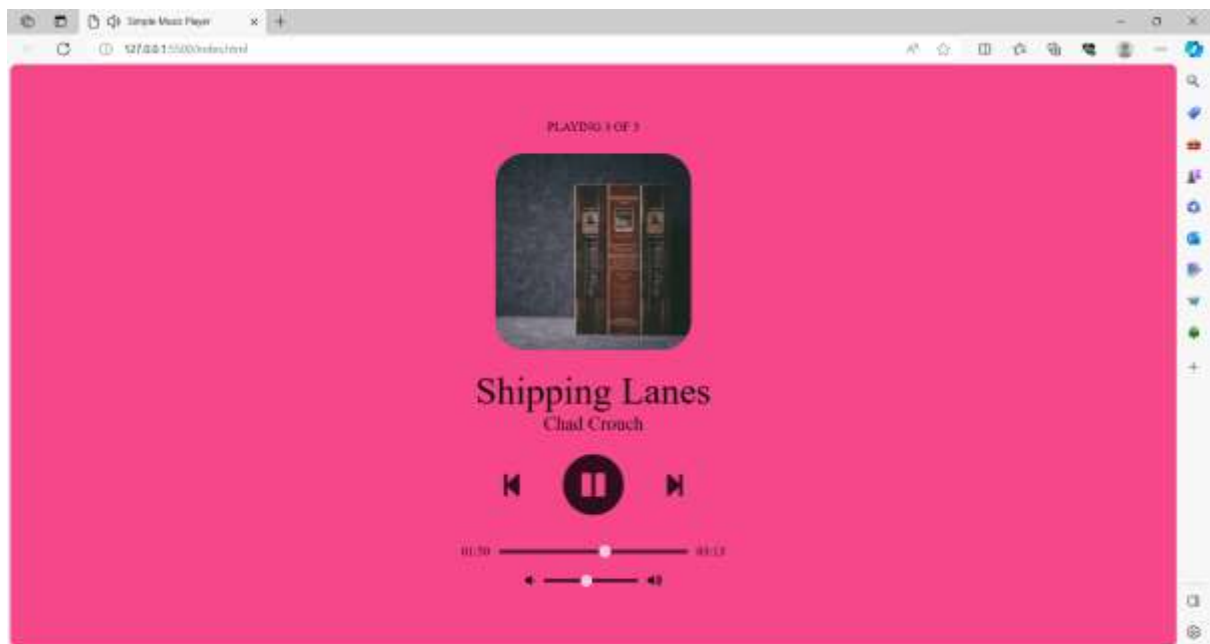 Simple Music Player
127.0.0.1:5500/index.html
PLAYING 3 OF 3
Shipping Lanes
Chad Crouch
01:50
03:13